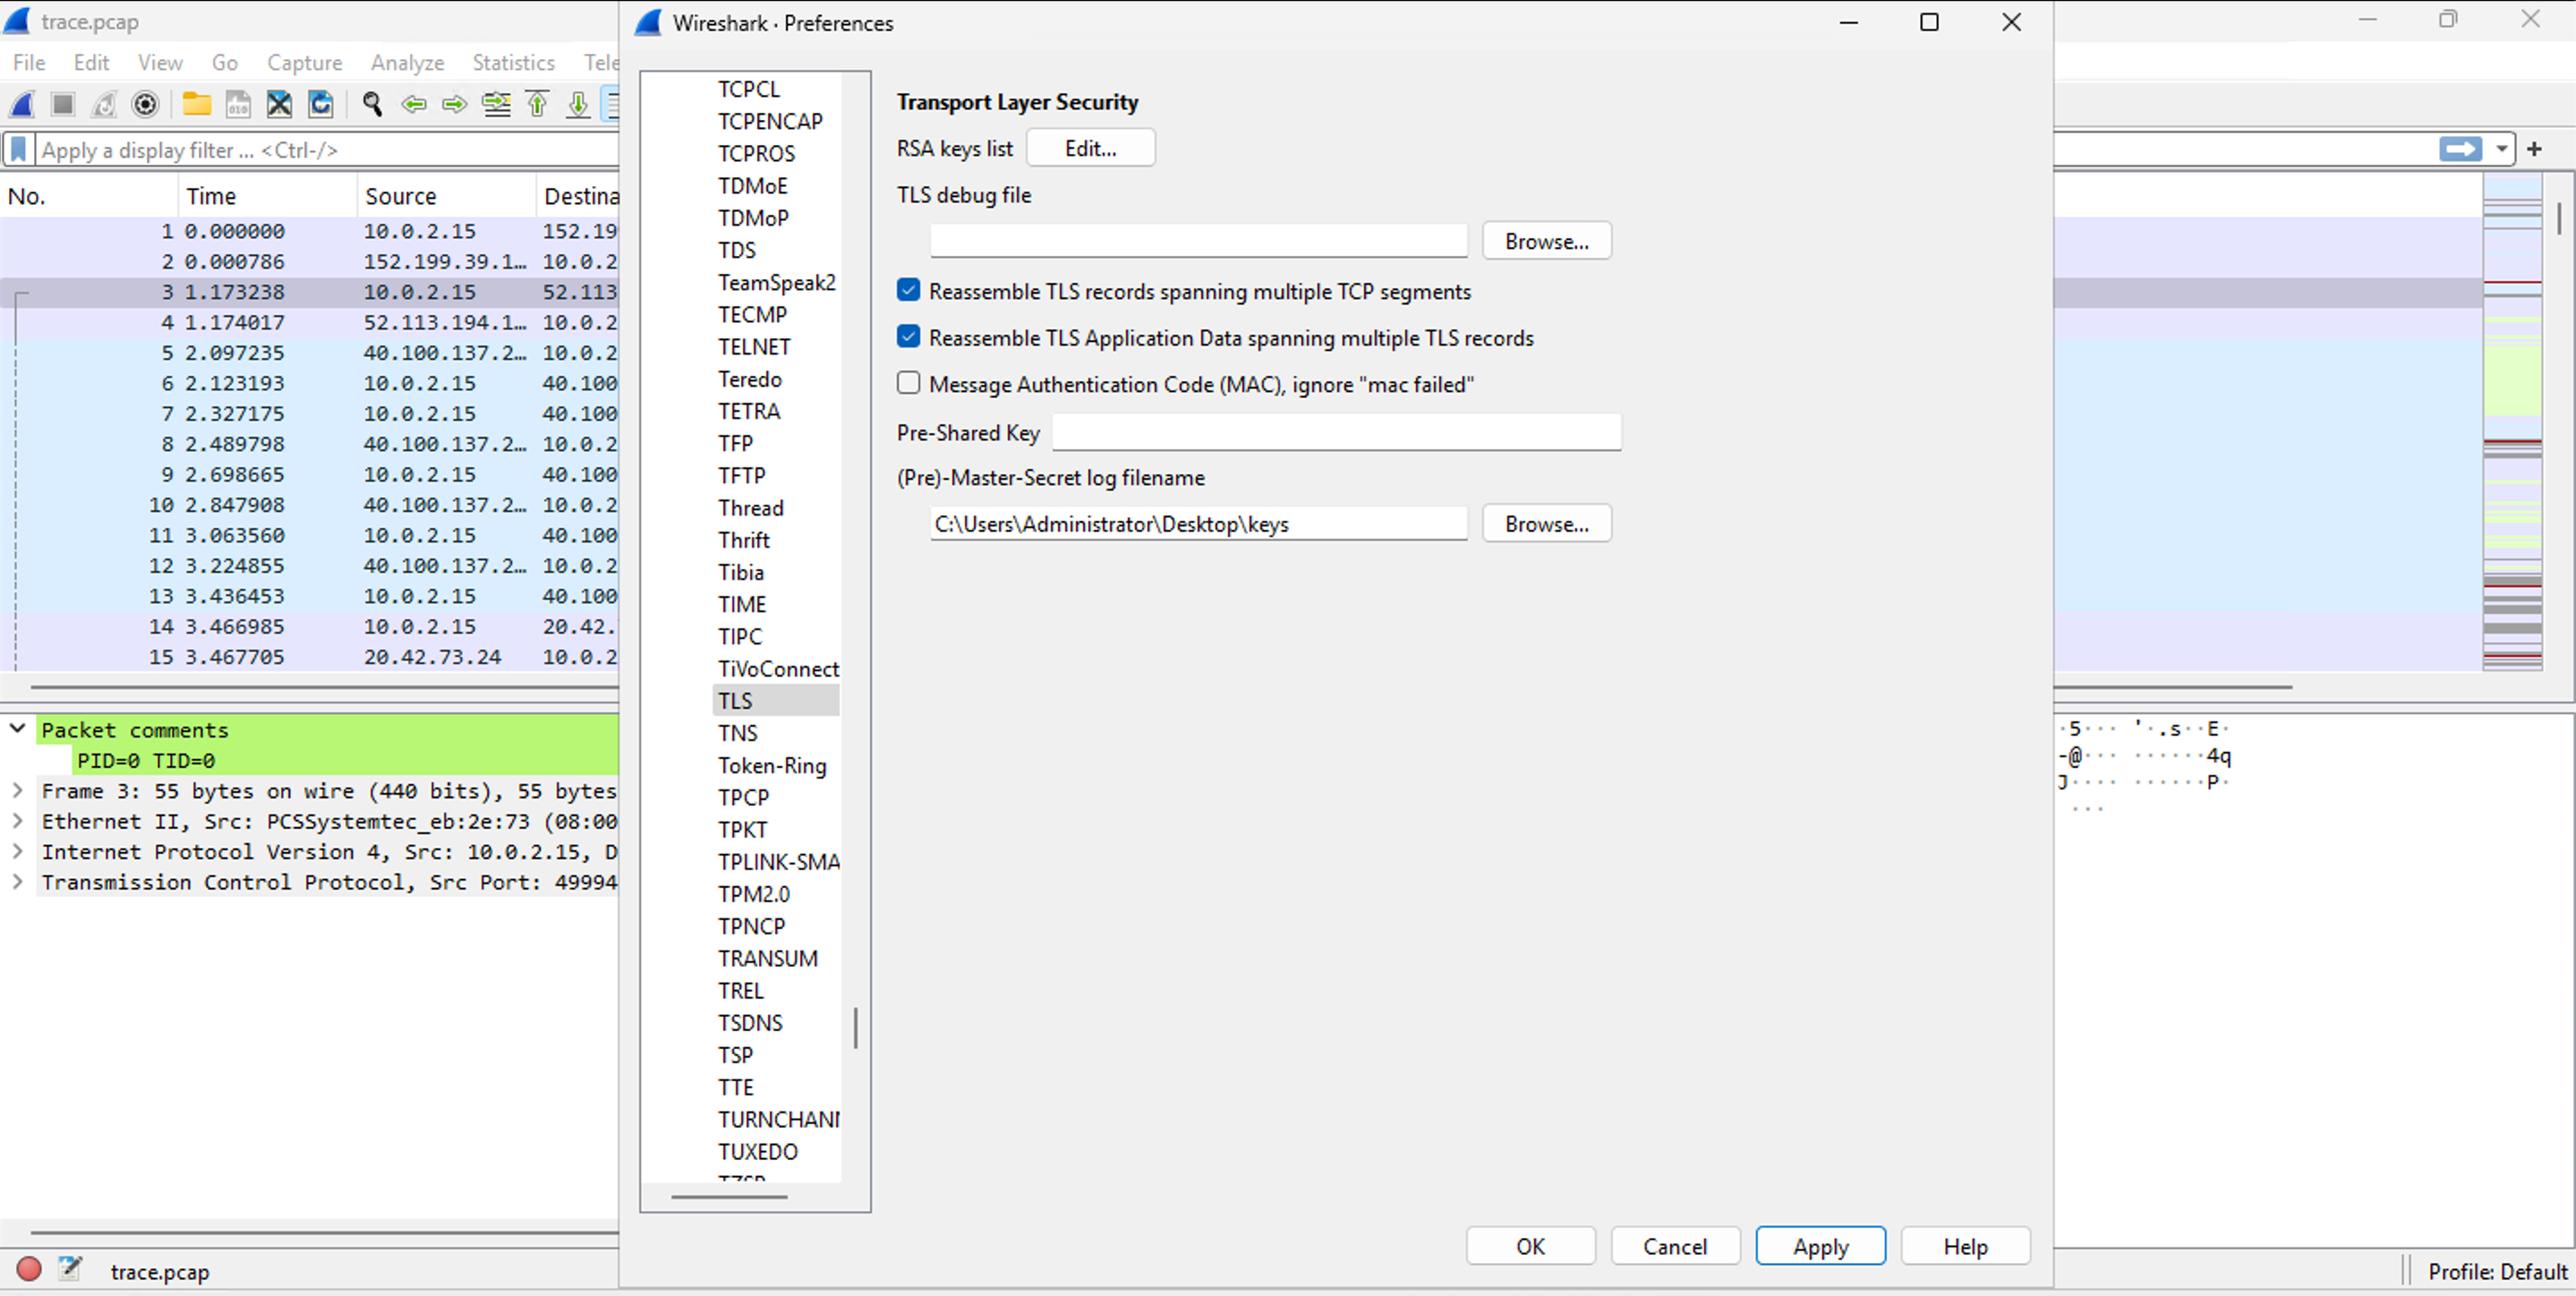 trace.pcap
File Edit View Go Capture Analyze Statistics Tele
Apply a display filter ... <Ctrl-/>
No. Time Source Destina
1 0.000000 10.0.2.15 152.19
2 0.000786 152.199.39.1… 10.0.2
3 1.173238 10.0.2.15 52.113
4 1.174017 52.113.194.1… 10.0.2
5 2.097235 40.100.137.2… 10.0.2
6 2.123193 10.0.2.15 40.100
7 2.327175 10.0.2.15 40.100
8 2.489798 40.100.137.2… 10.0.2
9 2.698665 10.0.2.15 40.100
10 2.847908 40.100.137.2… 10.0.2
11 3.063560 10.0.2.15 40.100
12 3.224855 40.100.137.2… 10.0.2
13 3.436453 10.0.2.15 40.100
14 3.466985 10.0.2.15 20.42.
15 3.467705 20.42.73.24 10.0.2
Packet comments
PID=0 TID=0
Frame 3: 55 bytes on wire (440 bits), 55 bytes
Ethernet II, Src: PCSSystemtec_eb:2e:73 (08:00
Internet Protocol Version 4, Src: 10.0.2.15, D
Transmission Control Protocol, Src Port: 49994
trace.pcap
Wireshark · Preferences
TCPCL
TCPENCAP
TCPROS
TDMoE
TDMoP
TDS
TeamSpeak2
TECMP
TELNET
Teredo
TETRA
TFP
TFTP
Thread
Thrift
Tibia
TIME
TIPC
TiVoConnect
TLS
TNS
Token-Ring
TPCP
TPKT
TPLINK-SMA
TPM2.0
TPNCP
TRANSUM
TREL
TSDNS
TSP
TTE
TURNCHAN
TUXEDO
Transport Layer Security
RSA keys list Edit...
TLS debug file
Browse...
Reassemble TLS records spanning multiple TCP segments
Reassemble TLS Application Data spanning multiple TLS records
Message Authentication Code (MAC), ignore "mac failed"
Pre-Shared Key
(Pre)-Master-Secret log filename
C:\Users\Administrator\Desktop\keys Browse...
OK Cancel Apply Help
·5··· '·.s··E·
-@··· ······4q
J···· ······P·
···
Profile: Default